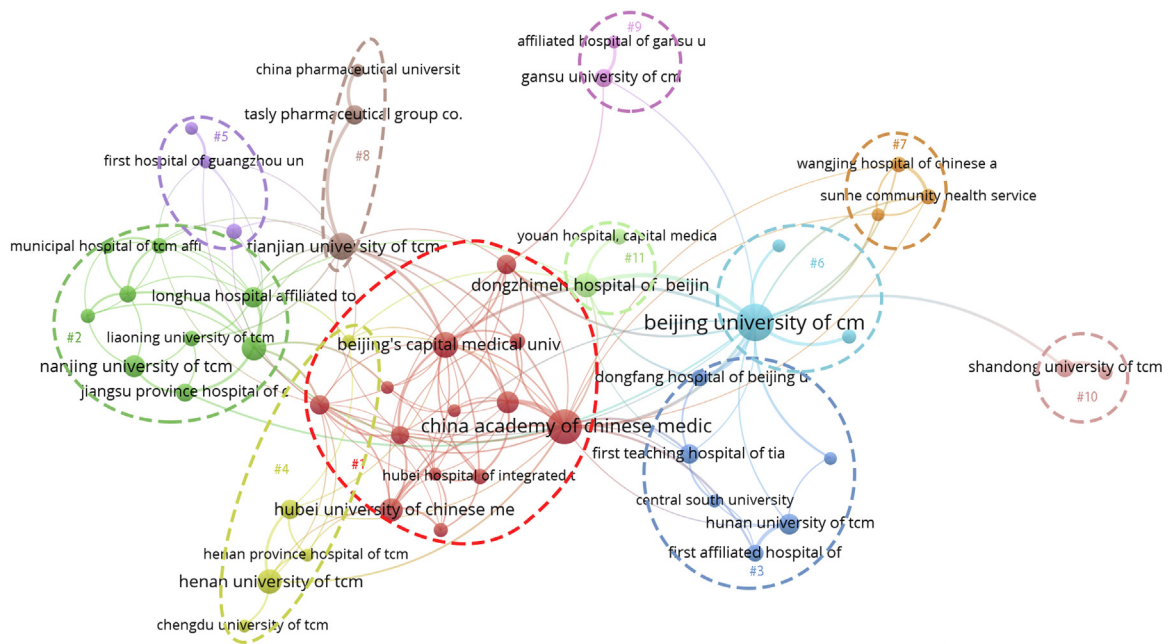 #9
affiliated hospital of gansu u
gansu university of cm
china pharmaceutical universit
tasly pharmaceutical group co.
#8
#5
first hospital of guangzhou un
#7
wangjing hospital of chinese a
sunhe community health service
municipal hospital of tcm affi
tianjian university of tcm
youan hospital, capital medica
#11
#6
longhua hospital affiliated to
dongzhimen hospital of beijin
#2
liaoning university of tcm
beijing university of cm
nanjing university of tcm
beijing's capital medical univ
jiangsu province hospital of c
dongfang hospital of beijing u
shandong university of tcm
#10
china academy of chinese medic
first teaching hospital of tia
#4
#1
hubei hospital of integrated t
central south university
hubei university of chinese me
hunan university of tcm
henan province hospital of tcm
first affiliated hospital of
#3
henan university of tcm
chengdu university of tcm